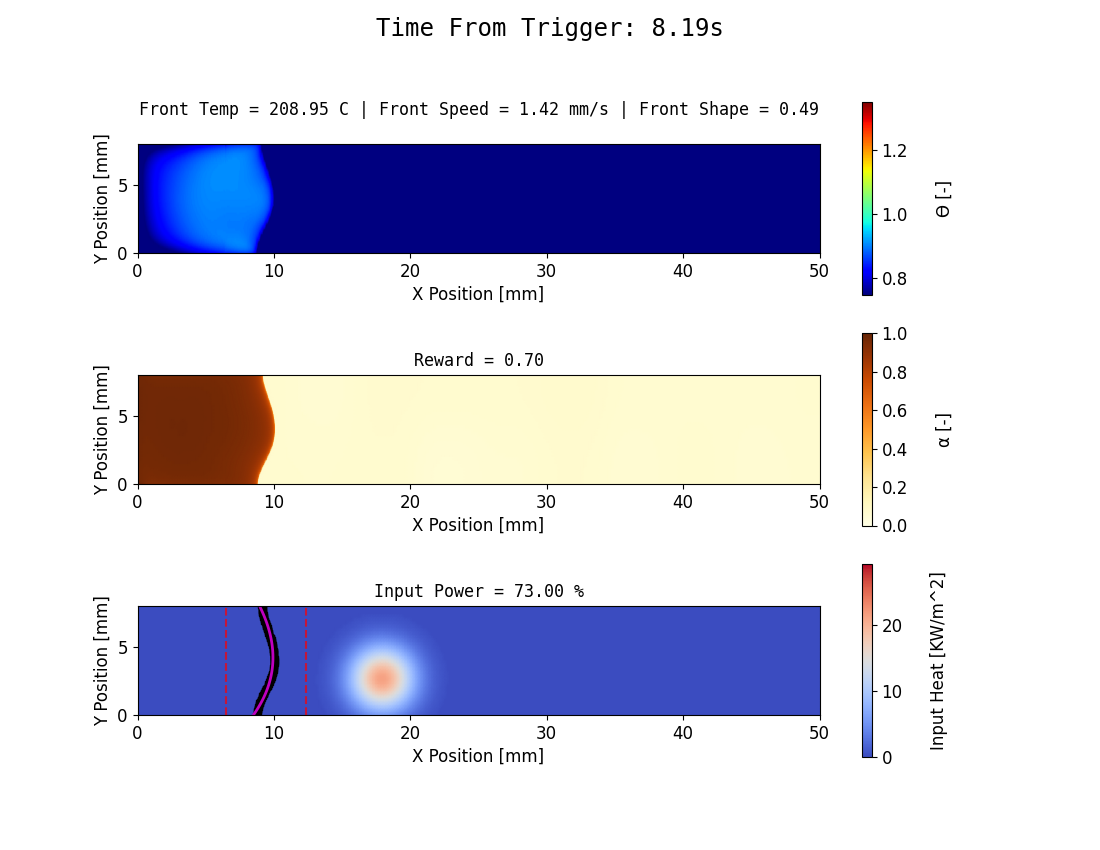 Time From Trigger: 8.19s
Front Temp = 208.95 C | Front Speed = 1.42 mm/s | Front Shape = 0.49
Y Position [mm]
5
0
0 10 20 30 40 50
X Position [mm]
1.2
1.0
0.8
Θ [-]
Reward = 0.70
Y Position [mm]
5
0
0 10 20 30 40 50
X Position [mm]
1.0
0.8
0.6
0.4
0.2
0.0
α [-]
Input Power = 73.00 %
Y Position [mm]
5
0
0 10 20 30 40 50
X Position [mm]
20
10
0
Input Heat [KW/m^2]